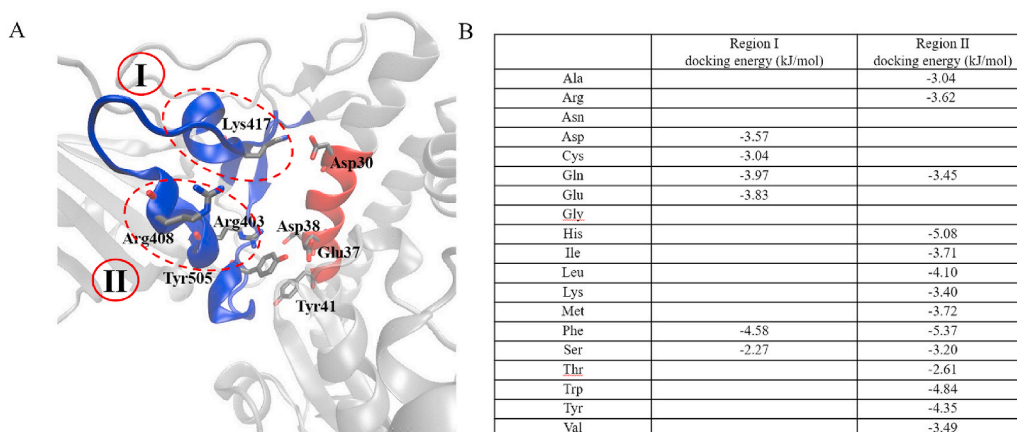 A
I
Lys417
Asp30
Arg408
Arg403
Asp38
Glu37
Tyr505
II
Tyr41
B
Region I docking energy (kJ/mol) Region II docking energy (kJ/mol)
Ala -3.04
Arg -3.62
Asn
Asp -3.57
Cys -3.04
Gln -3.97 -3.45
Glu -3.83
Gly
His -5.08
Ile -3.71
Leu -4.10
Lys -3.40
Met -3.72
Phe -4.58 -5.37
Ser -2.27 -3.20
Thr -2.61
Trp -4.84
Tyr -4.35
Val -3.49